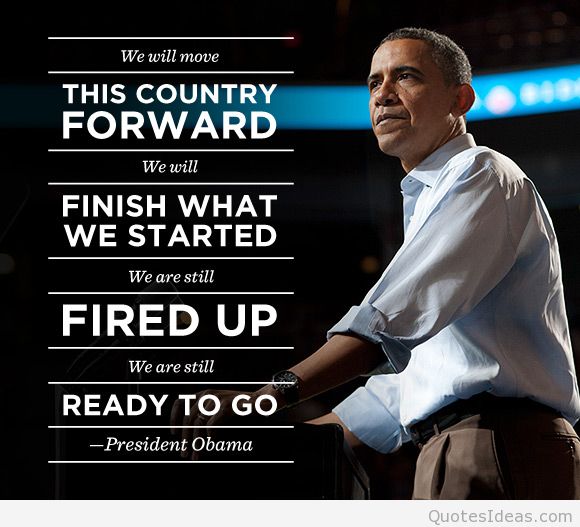 We will move
THIS COUNTRY
FORWARD
We will
FINISH WHAT
WE STARTED
We are still
FIRED UP
We are still
READY TO GO
—President Obama
QuotesIdeas.com